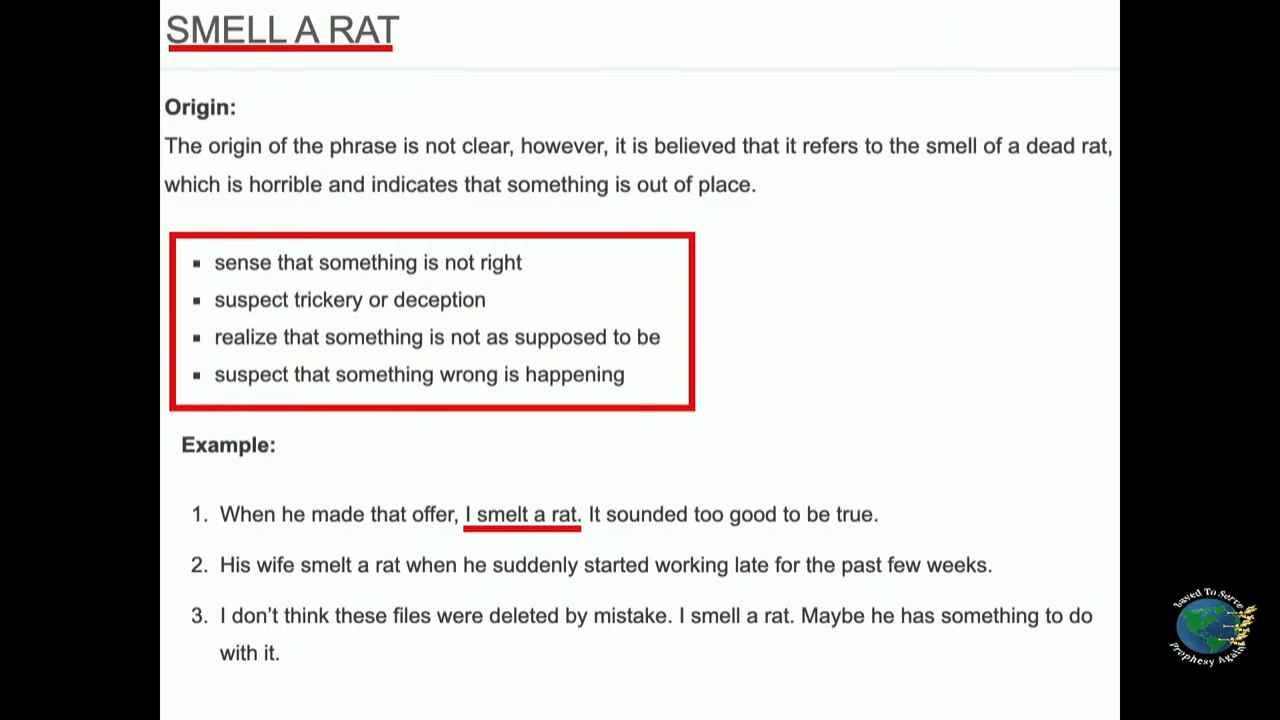 SMELL A RAT
Origin:
The origin of the phrase is not clear, however, it is believed that it refers to the smell of a dead rat,
which is horrible and indicates that something is out of place.
▪ sense that something is not right
▪ suspect trickery or deception
▪ realize that something is not as supposed to be
▪ suspect that something wrong is happening
Example:
1. When he made that offer, I smelt a rat. It sounded too good to be true.
2. His wife smelt a rat when he suddenly started working late for the past few weeks.
3. I don't think these files were deleted by mistake. I smell a rat. Maybe he has something to do
with it.
To Serve
Prophesy Again